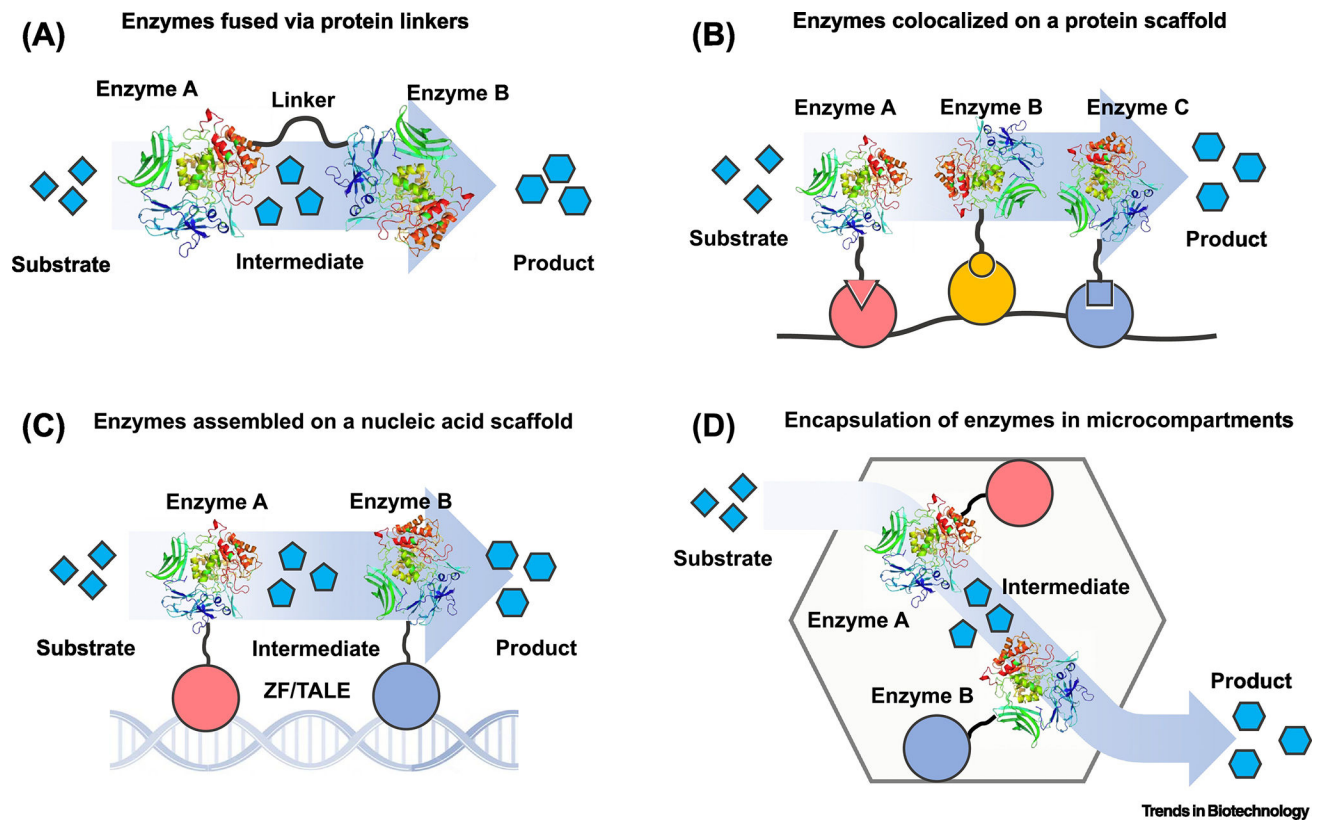 (A)
Enzymes fused via protein linkers
Enzyme A
Linker
Enzyme B
Substrate
Intermediate
Product
(B)
Enzymes colocalized on a protein scaffold
Enzyme A
Enzyme B
Enzyme C
Substrate
Product
(C)
Enzymes assembled on a nucleic acid scaffold
Enzyme A
Enzyme B
Substrate
Intermediate
Product
ZF/TALE
(D)
Encapsulation of enzymes in microcompartments
Substrate
Intermediate
Enzyme A
Enzyme B
Product
Trends in Biotechnology